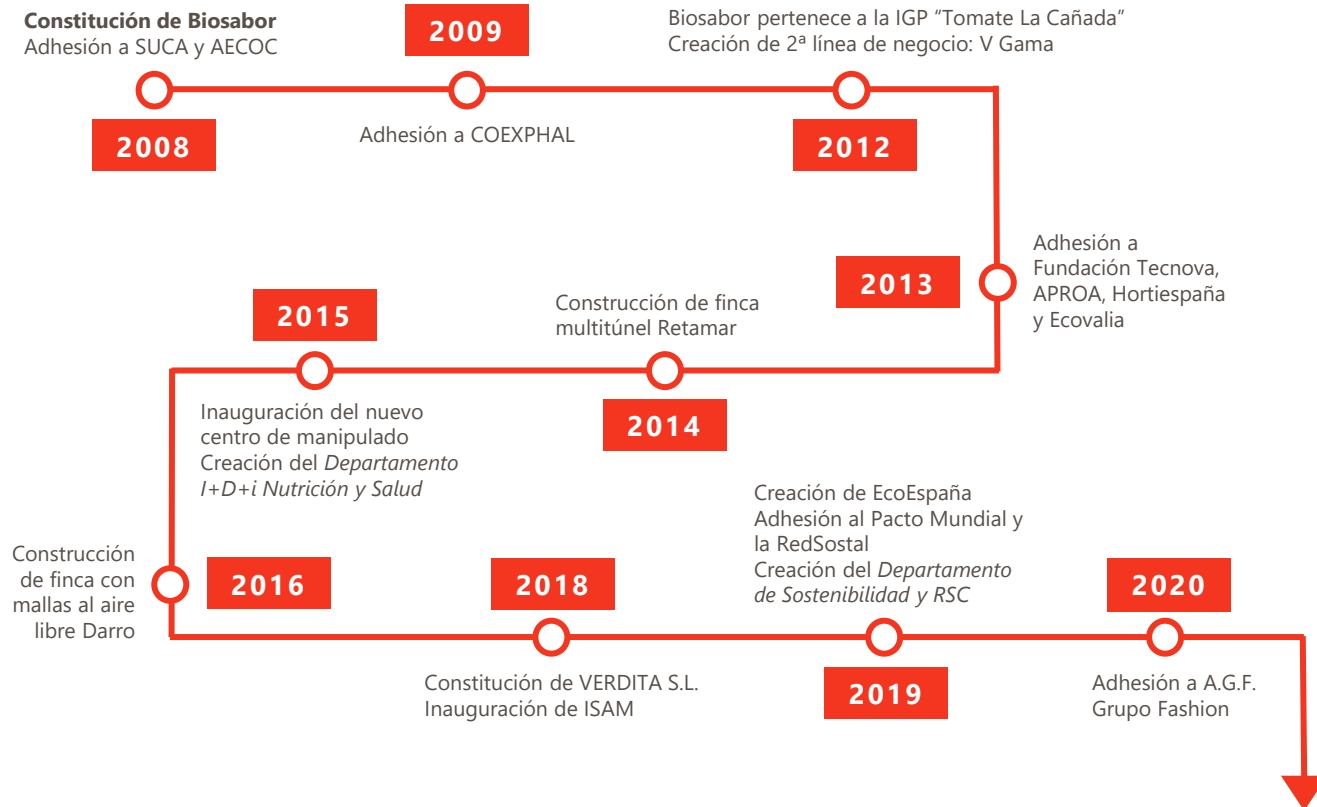 Constitución de Biosabor
Adhesión a SUCA y AECOC
2008
2009
Adhesión a COEXPHAL
Biosabor pertenece a la IGP “Tomate La Cañada”
Creación de 2ª línea de negocio: V Gama
2012
2013
Adhesión a
Fundación Tecnova,
APROA, Hortiespaña
y Ecovalia
Construcción de finca
multitúnel Retamar
2014
2015
Inauguración del nuevo
centro de manipulado
Creación del Departamento
I+D+i Nutrición y Salud
Construcción
de finca con
mallas al aire
libre Darro
2016
2018
Constitución de VERDITA S.L.
Inauguración de ISAM
Creación de EcoEspaña
Adhesión al Pacto Mundial y
la RedSostal
Creación del Departamento
de Sostenibilidad y RSC
2019
2020
Adhesión a A.G.F.
Grupo Fashion